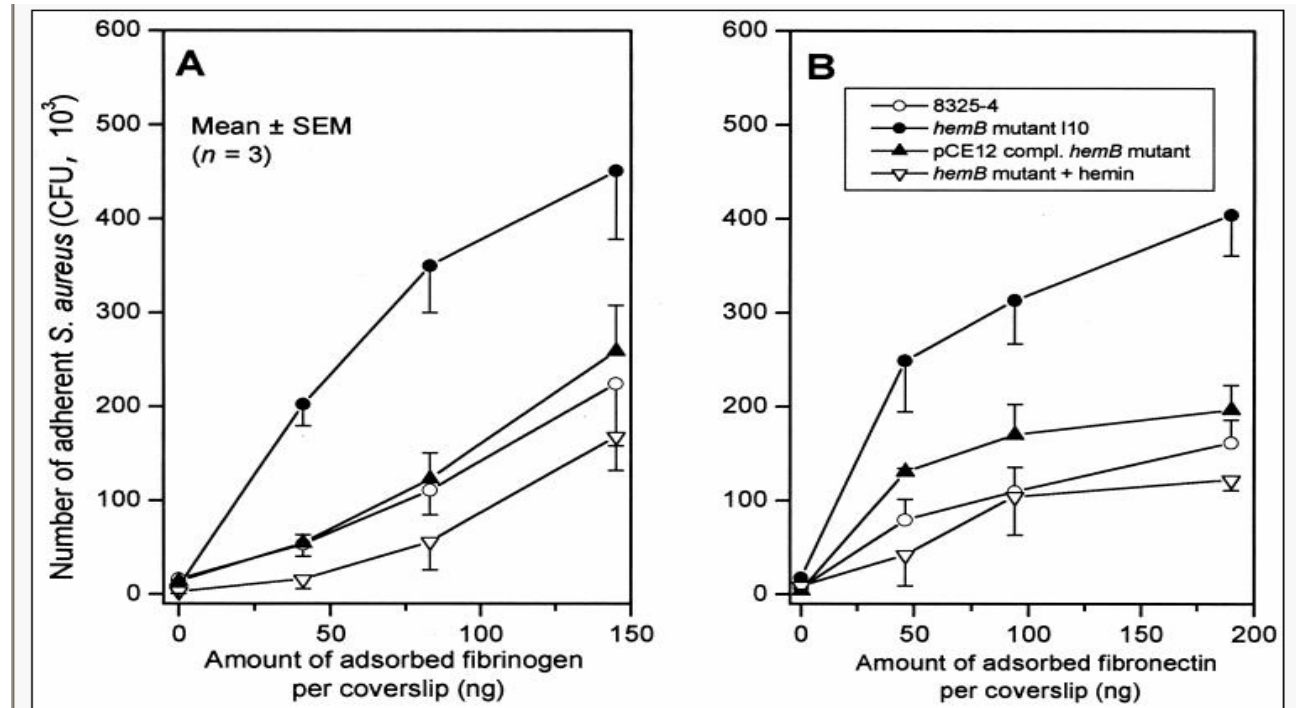 A
Mean ± SEM
(n = 3)
600
500
400
300
200
100
0
Number of adherent S. aureus (CFU, 10³)
0
50
100
150
Amount of adsorbed fibrinogen
per coverslip (ng)
B
8325-4
hemB mutant I10
pCE12 compl. hemB mutant
hemB mutant + hemin
600
500
400
300
200
100
0
0
50
100
150
200
Amount of adsorbed fibronectin
per coverslip (ng)